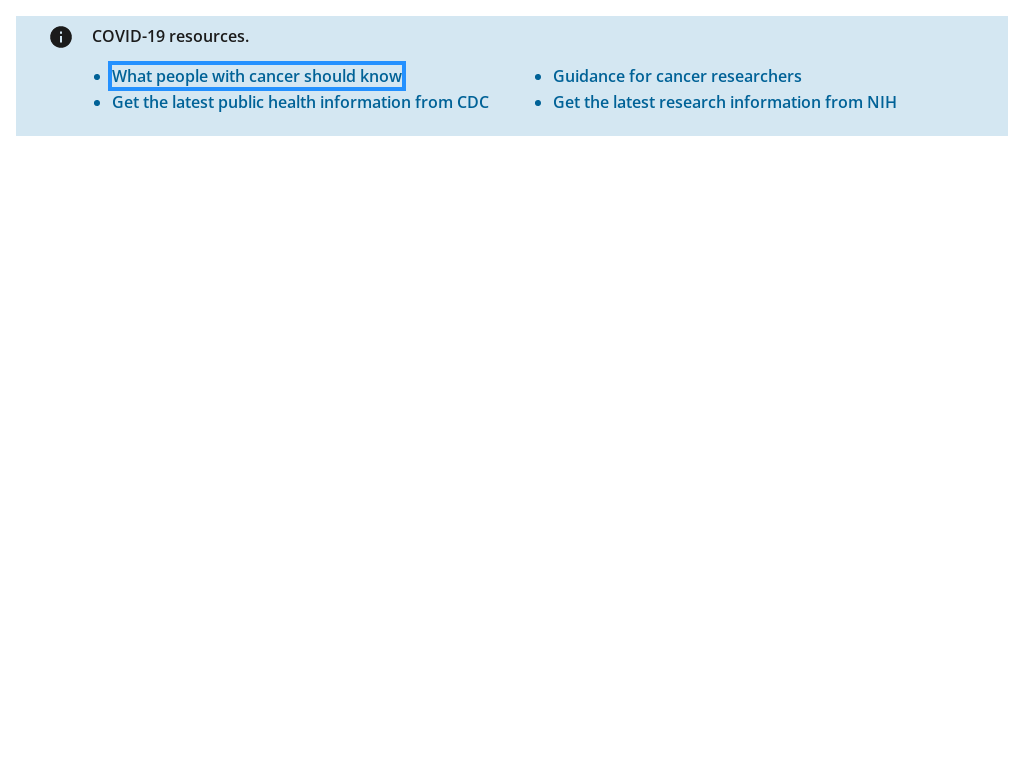 COVID-19 resources.
What people with cancer should know
Get the latest public health information from CDC
Guidance for cancer researchers
Get the latest research information from NIH